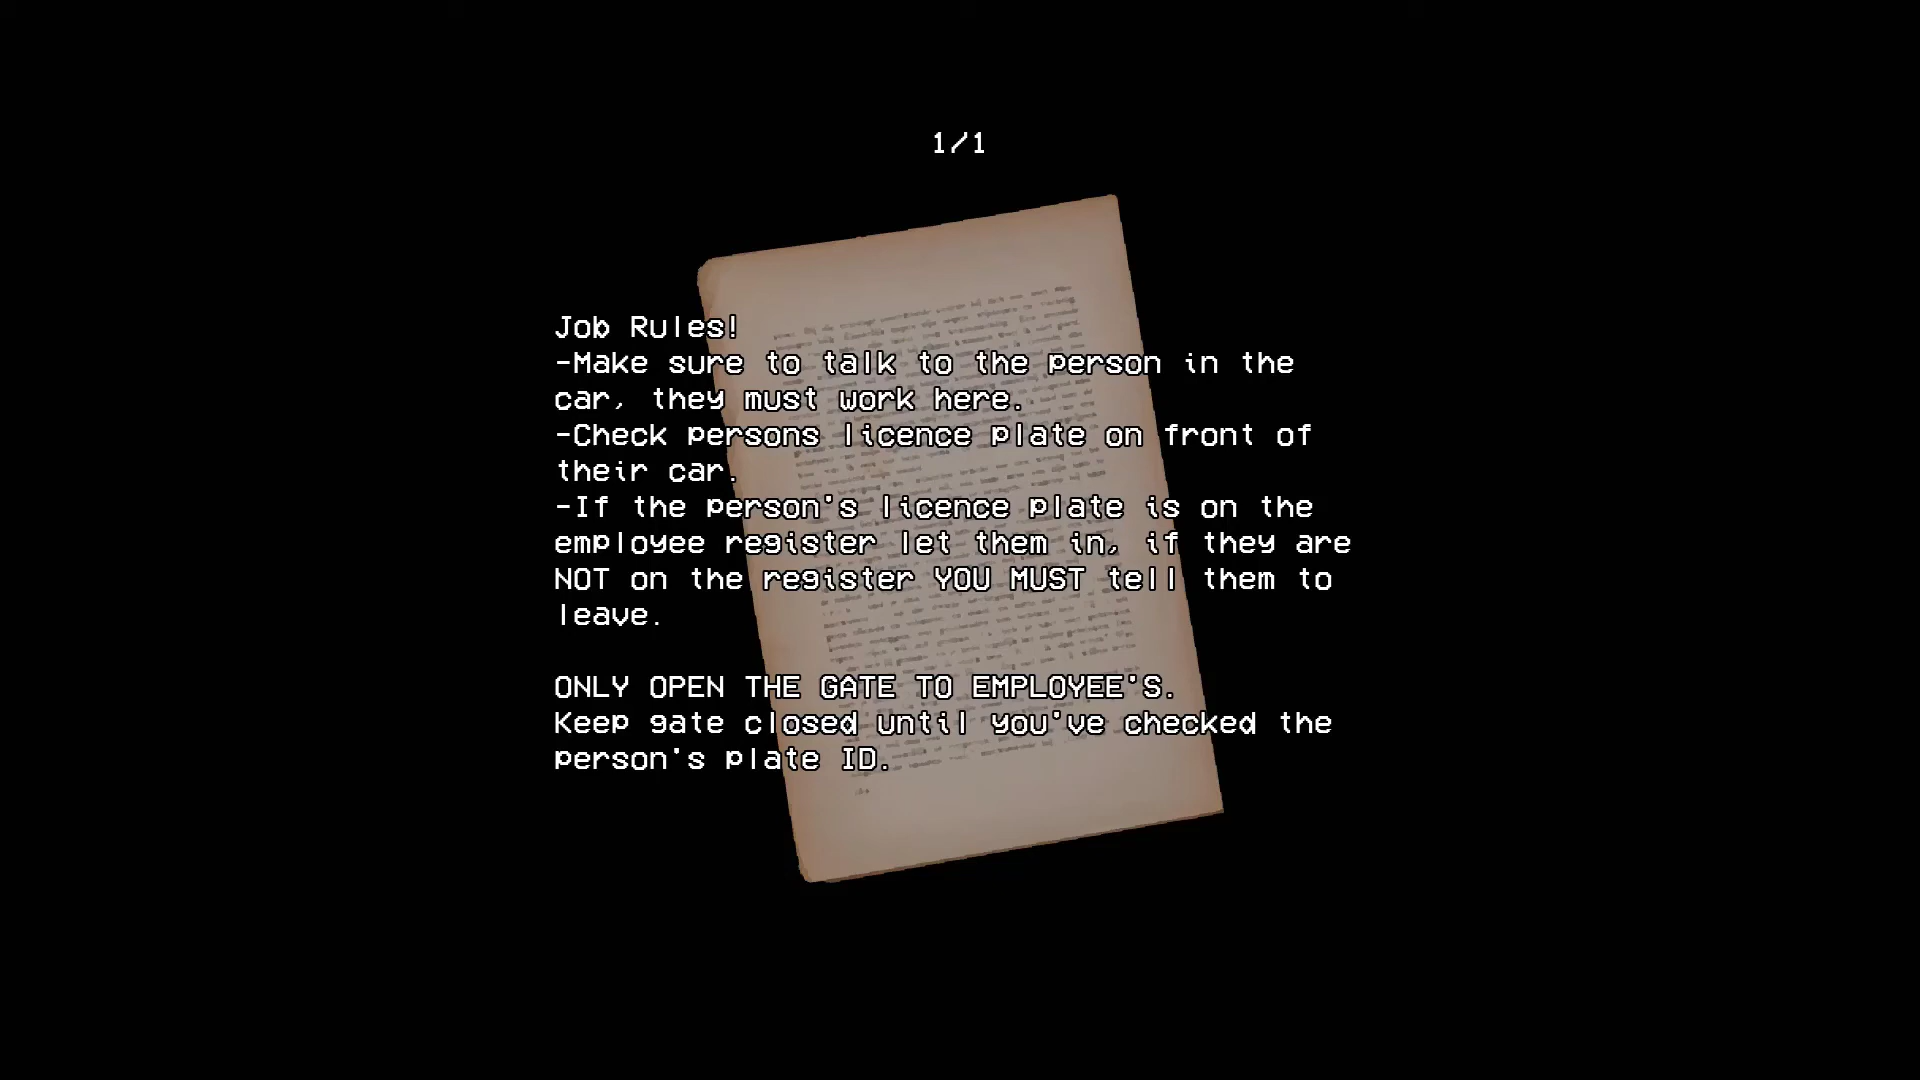 1/1
Job Rules!
-Make sure to talk to the person in the
car, they must work here.
-Check persons licence plate on front of
their car.
-If the person's licence plate is on the
employee register let them in, if they are
NOT on the register YOU MUST tell them to
leave.
ONLY OPEN THE GATE TO EMPLOYEE'S.
Keep gate closed until you've checked the
person's plate ID.